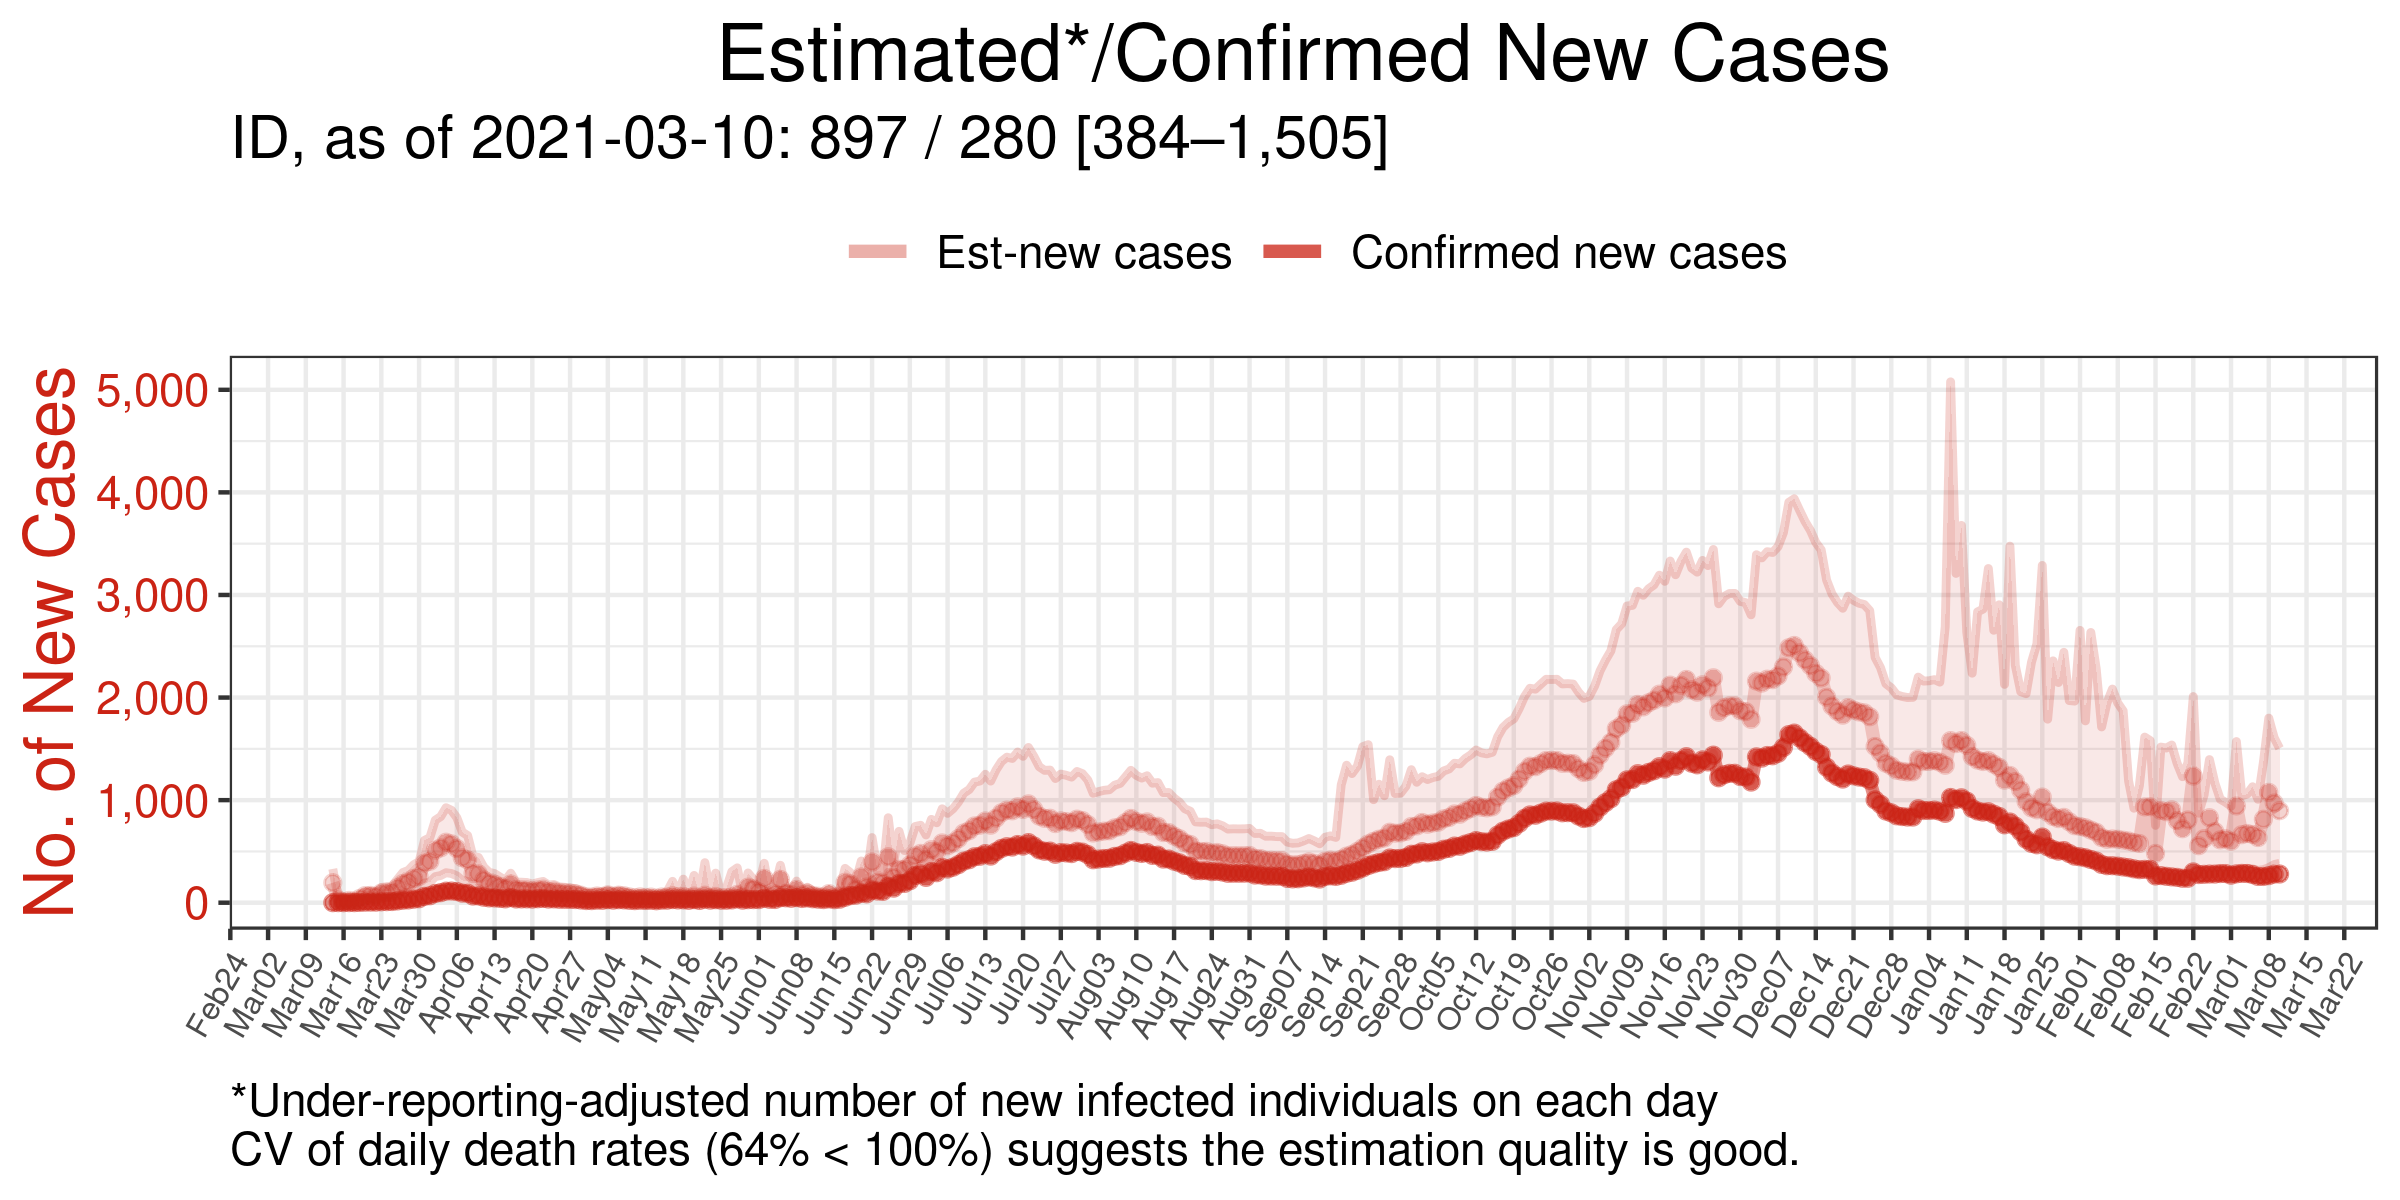 Estimated*/Confirmed New Cases
ID, as of 2021-03-10: 897 / 280 [384–1,505]
Est-new cases
Confirmed new cases
No. of New Cases
5,000
4,000
3,000
2,000
1,000
0
Feb24
Mar02
Mar09
Mar16
Mar23
Mar30
Apr06
Apr13
Apr20
Apr27
May04
May11
May18
May25
Jun01
Jun08
Jun15
Jun22
Jun29
Jul06
Jul13
Jul20
Jul27
Aug03
Aug10
Aug17
Aug24
Aug31
Sep07
Sep14
Sep21
Sep28
Oct05
Oct12
Oct19
Oct26
Nov02
Nov09
Nov16
Nov23
Nov30
Dec07
Dec14
Dec21
Dec28
Jan04
Jan11
Jan18
Jan25
Feb01
Feb08
Feb15
Feb22
Mar01
Mar08
Mar15
Mar22
*Under-reporting-adjusted number of new infected individuals on each day
CV of daily death rates (64% < 100%) suggests the estimation quality is good.